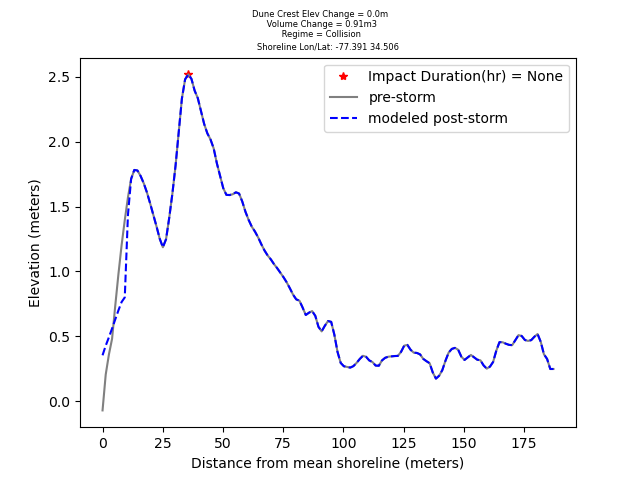 Dune Crest Elev Change = 0.0m
Volume Change = 0.91m3
Regime = Collision
Shoreline Lon/Lat: -77.391 34.506
Impact Duration(hr) = None
pre-storm
modeled post-storm
Elevation (meters)
2.5
2.0
1.5
1.0
0.5
0.0
0 25 50 75 100 125 150 175
Distance from mean shoreline (meters)